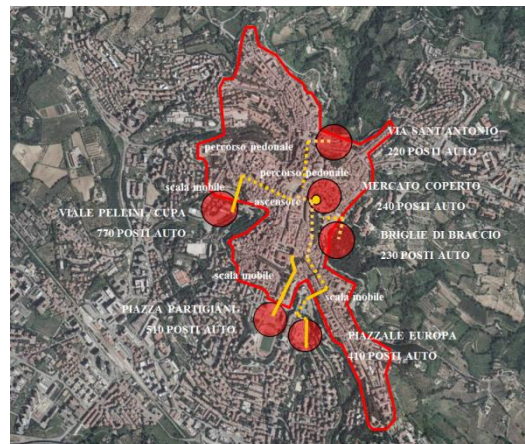 VIA SANT'ANTONIO
220 POSTI AUTO
percorso pedonale
percorso pedonale
MERCATO COPERTO
240 POSTI AUTO
scala mobile
ascensore
VIALE PELLINI / CUPA
770 POSTI AUTO
BRIGLIE DI BRACCIO
230 POSTI AUTO
scala mobile
scala mobile
PIAZZA PARTIGIANI
510 POSTI AUTO
PIAZZALE EUROPA
410 POSTI AUTO